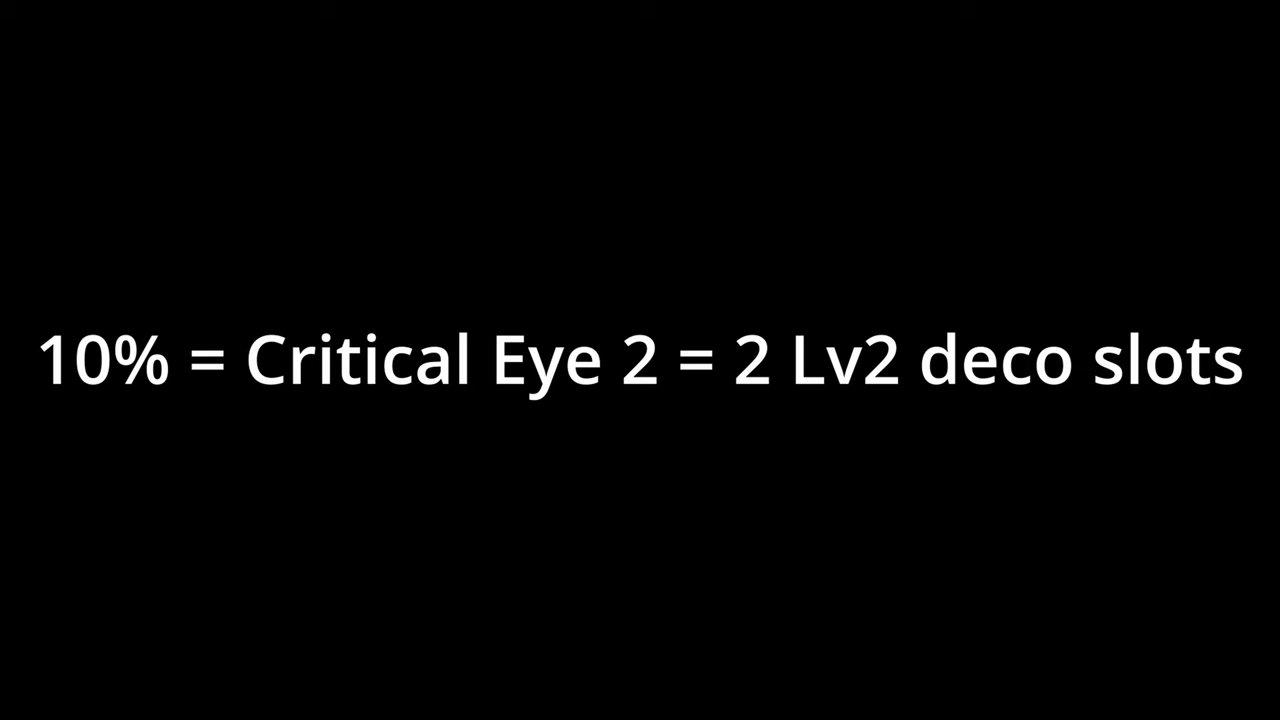 10% = Critical Eye 2 = 2 Lv2 deco slots